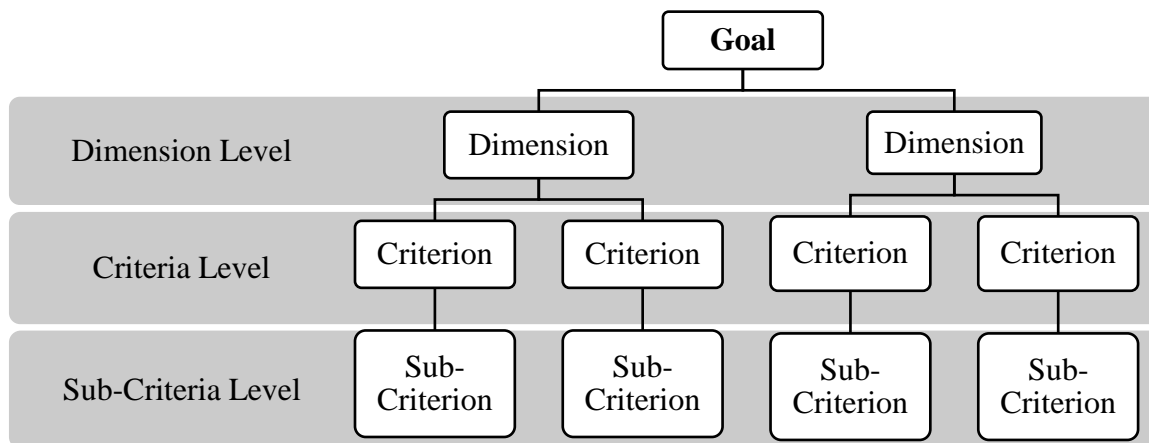 Goal
Dimension Level
Dimension
Dimension
Criteria Level
Criterion
Criterion
Criterion
Criterion
Sub-Criteria Level
Sub-
Criterion
Sub-
Criterion
Sub-
Criterion
Sub-
Criterion